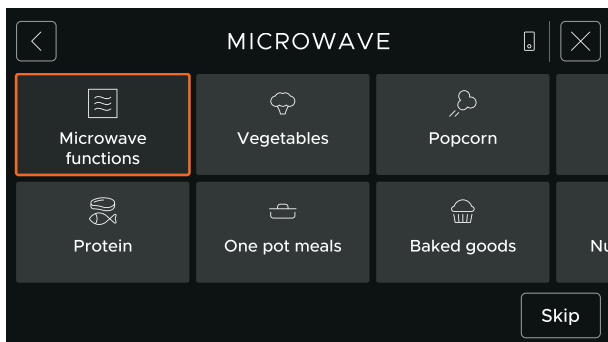 MICROWAVE
Microwave
functions
Vegetables
Popcorn
Protein
One pot meals
Baked goods
Skip